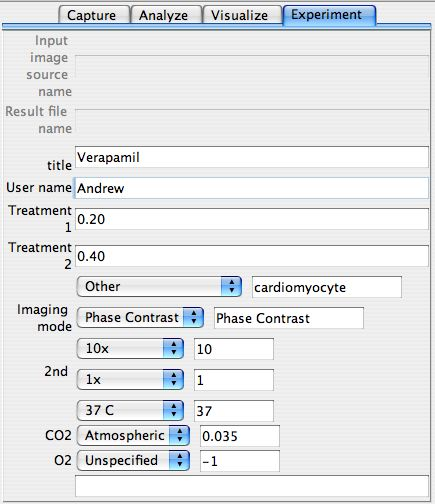 Capture Analyze Visualize Experiment
Input
image
source
name
Result file
name
title Verapamil
User name Andrew
Treatment
1 0.20
Treatment
2 0.40
Other cardiomyocyte
Imaging
mode Phase Contrast Phase Contrast
10x 10
2nd 1x 1
37 C 37
CO2 Atmospheric 0.035
O2 Unspecified -1